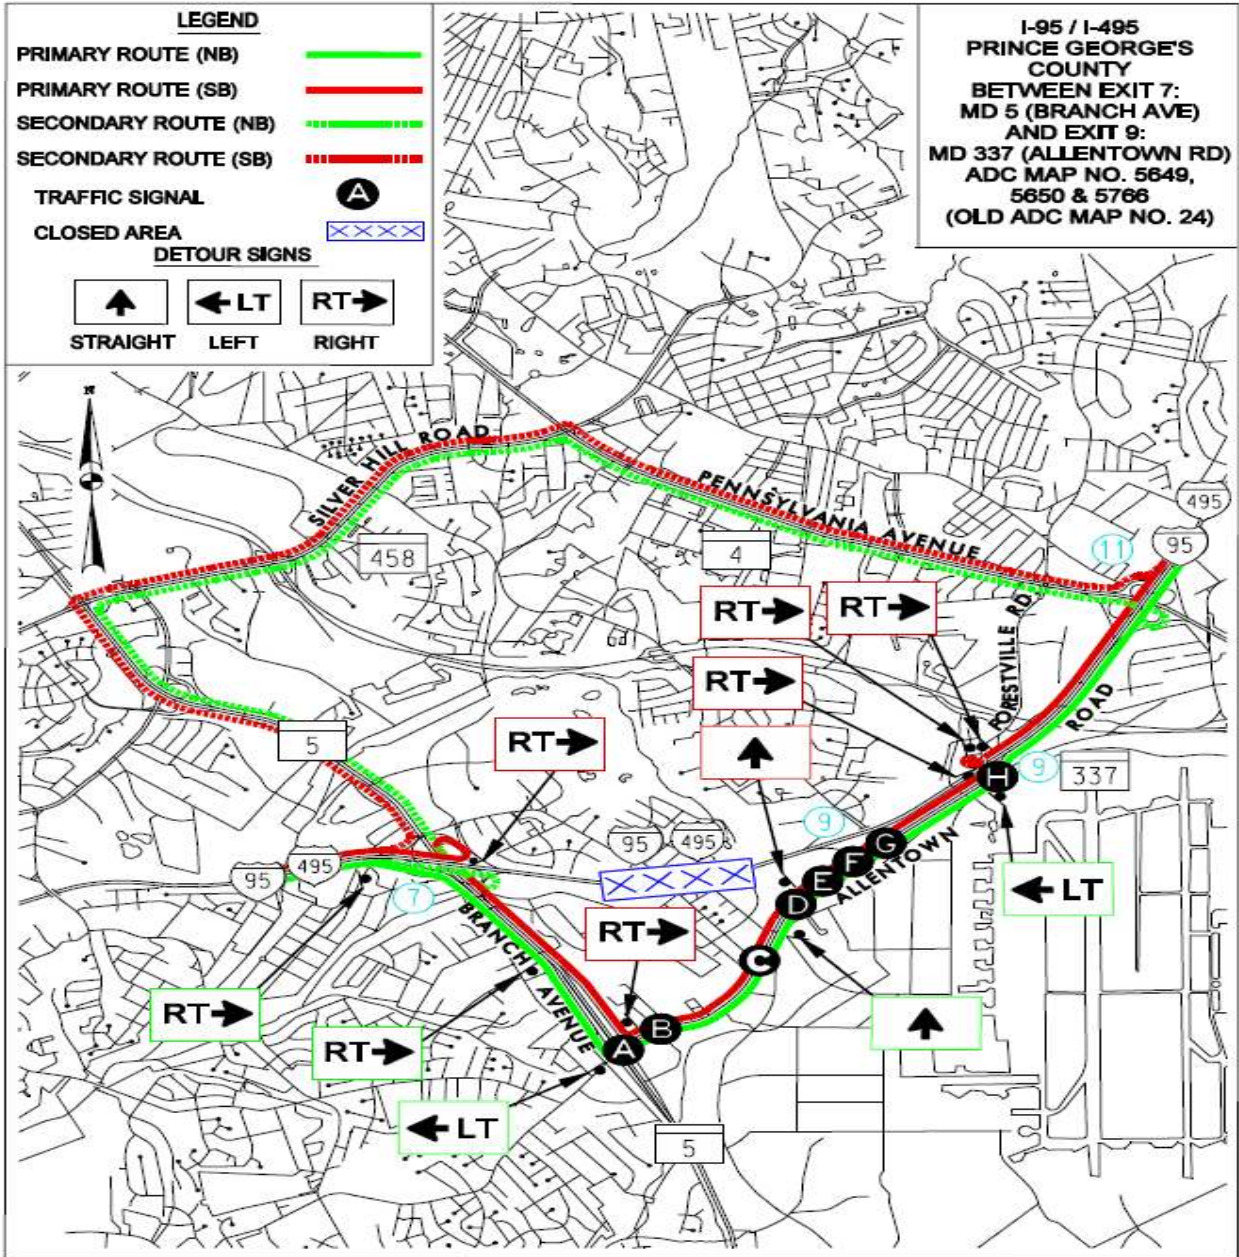 LEGEND
PRIMARY ROUTE (NB)
PRIMARY ROUTE (SB)
SECONDARY ROUTE (NB)
SECONDARY ROUTE (SB)
TRAFFIC SIGNAL A
CLOSED AREA
DETOUR SIGNS
LT RT
STRAIGHT LEFT RIGHT
I-95 / I-495
PRINCE GEORGE'S
COUNTY
BETWEEN EXIT 7:
MD 5 (BRANCH AVE)
AND EXIT 9:
MD 337 (ALLENTOWN RD)
ADC MAP NO. 5649,
5650 & 5766
(OLD ADC MAP NO. 24)
N
SILVER HILL ROAD
PENNSYLVANIA AVENUE
495
95
11
458
4
RT
RT
FORESTVILLE RD
RT
ROAD
5
RT
9
337
H
9
95 495
G
F
E
D
ALLENTOWN
LT
95 495
7
BRANCH AVENUE
RT
C
RT
RT
B
A
LT
5